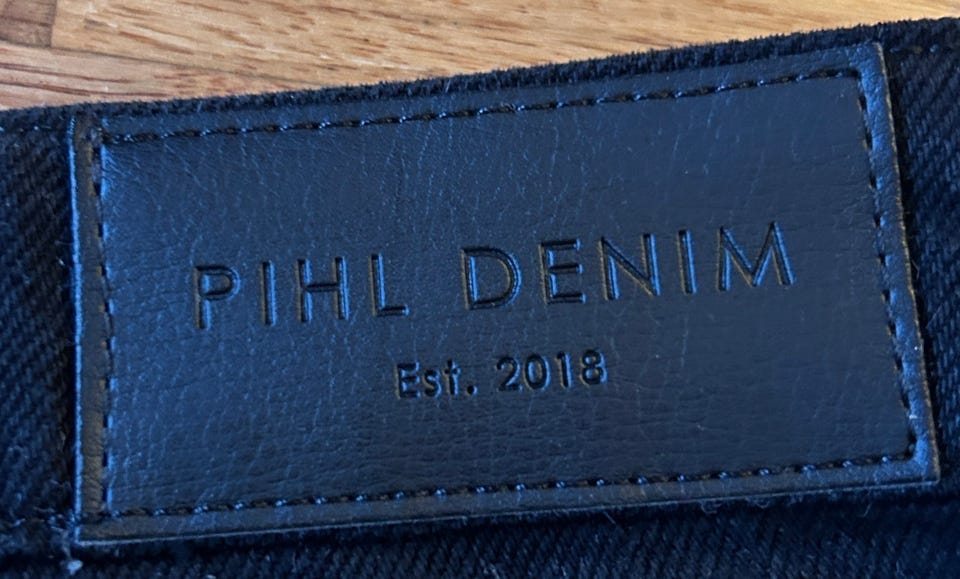 PIHL DENIM
Est. 2018